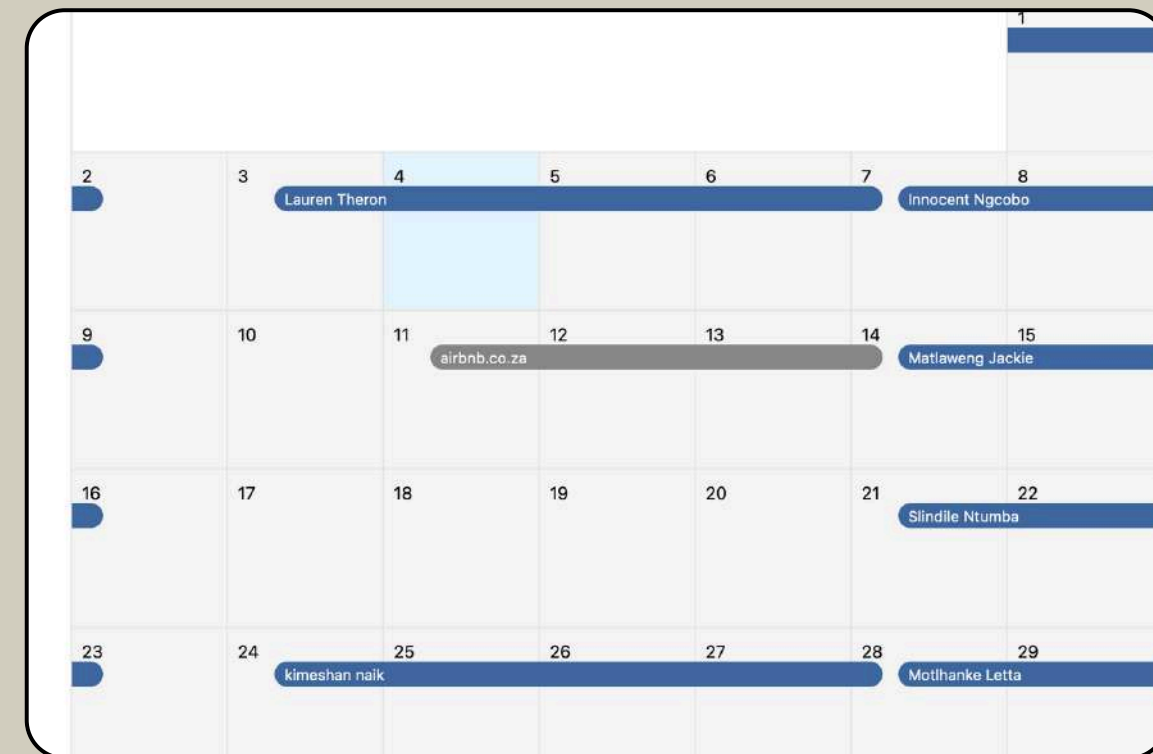 1
2 3 4 5 6 7 8
Lauren Theron Innocent Ngcobo
9 10 11 12 13 14 15
airbnb.co.za Matlaweng Jackie
16 17 18 19 20 21 22
Slindile Ntumba
23 24 25 26 27 28 29
kimeshan naik Motlhanke Letta